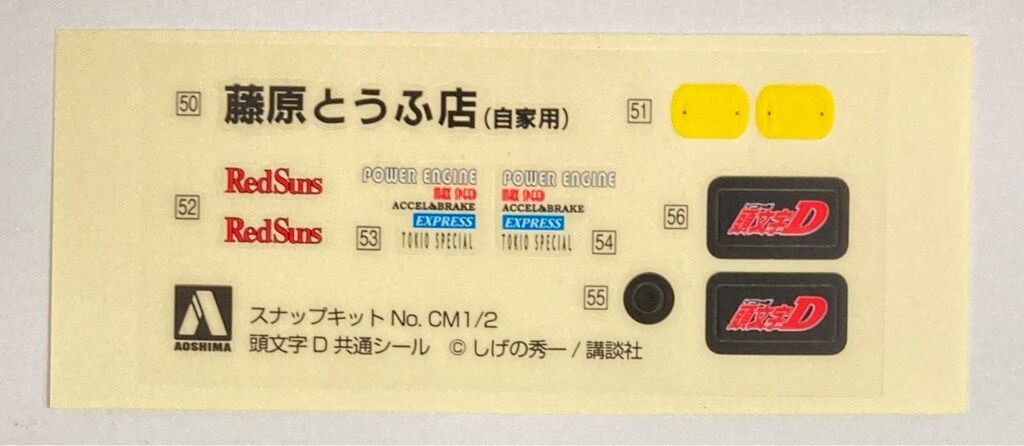 50 藤原とうふ店(自家用)
51
52
RedSuns
RedSuns
53
POWER ENGINE
ACCEL&BRAKE
EXPRESS
TOKIO SPECIAL
POWER ENGINE
ACCEL&BRAKE
EXPRESS
TOKIO SPECIAL
54
55
56
頭文字D
頭文字D
AOSHIMA
スナップキット No. CM1/2
頭文字 D 共通シール © しげの秀一 / 講談社